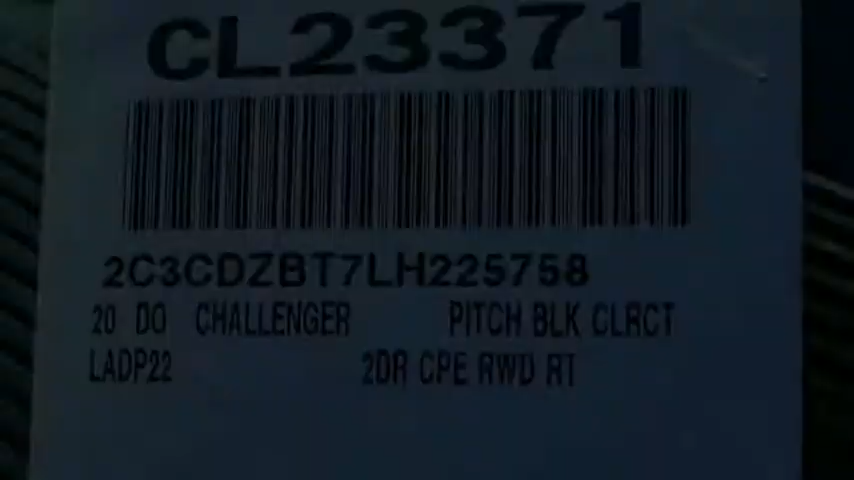 CL23371
2C3CDZBT7LH225758
20 DO CHALLENGER PITCH BLK CLRCT
LADP22 2DR CPE RWD RT